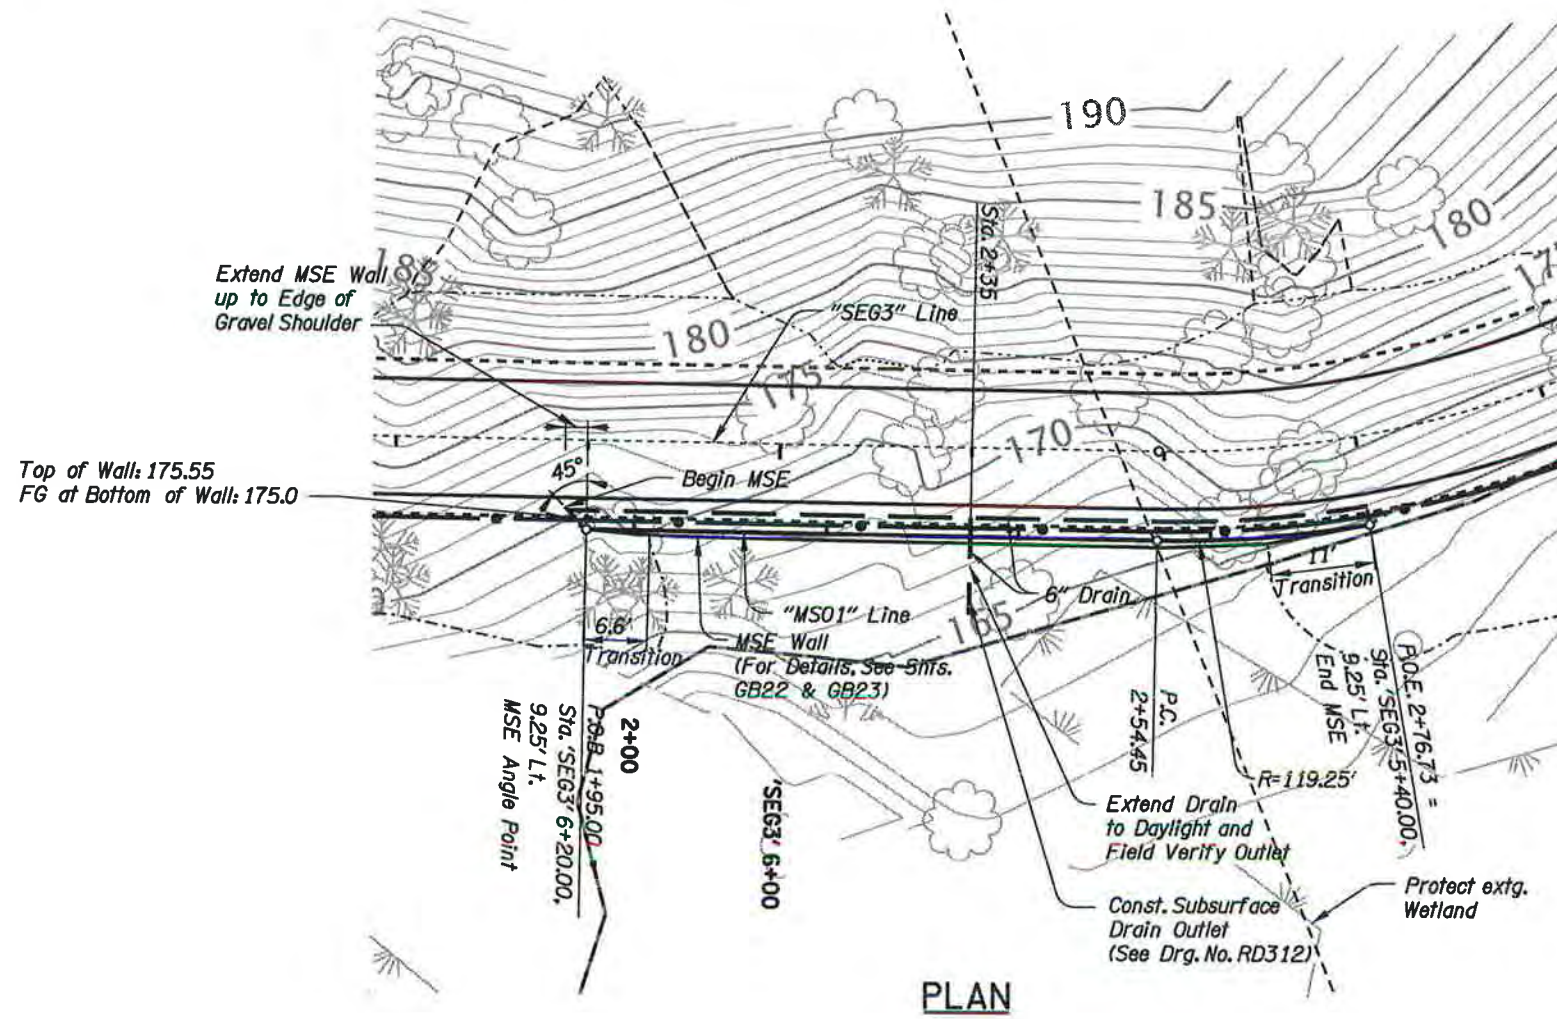 190
185
180
Sta. 2+35
Extend MSE Wall
up to Edge of
Gravel Shoulder
185
"SEG3" Line
180
175
170
Top of Wall: 175.55
FG at Bottom of Wall: 175.0
45°
Begin MSE
11'
Transition
6" Drain
"MS01" Line
165
6.6'
Transition
MSE Wall
(For Details, See Shts.
GB22 & GB23)
P.O.B. 1+95.00
Sta. 'SEG3' 6+20.00,
9.25' Lt.
MSE Angle Point
2+00
'SEG3' 6+00
P.C.
2+54.45
P.O.E. 2+76.73 =
Sta. 'SEG3' 5+40.00,
9.25' Lt.
End MSE
R=119.25'
Extend Drain
to Daylight and
Field Verify Outlet
Const. Subsurface
Drain Outlet
(See Drg. No. RD312)
Protect extg.
Wetland
PLAN